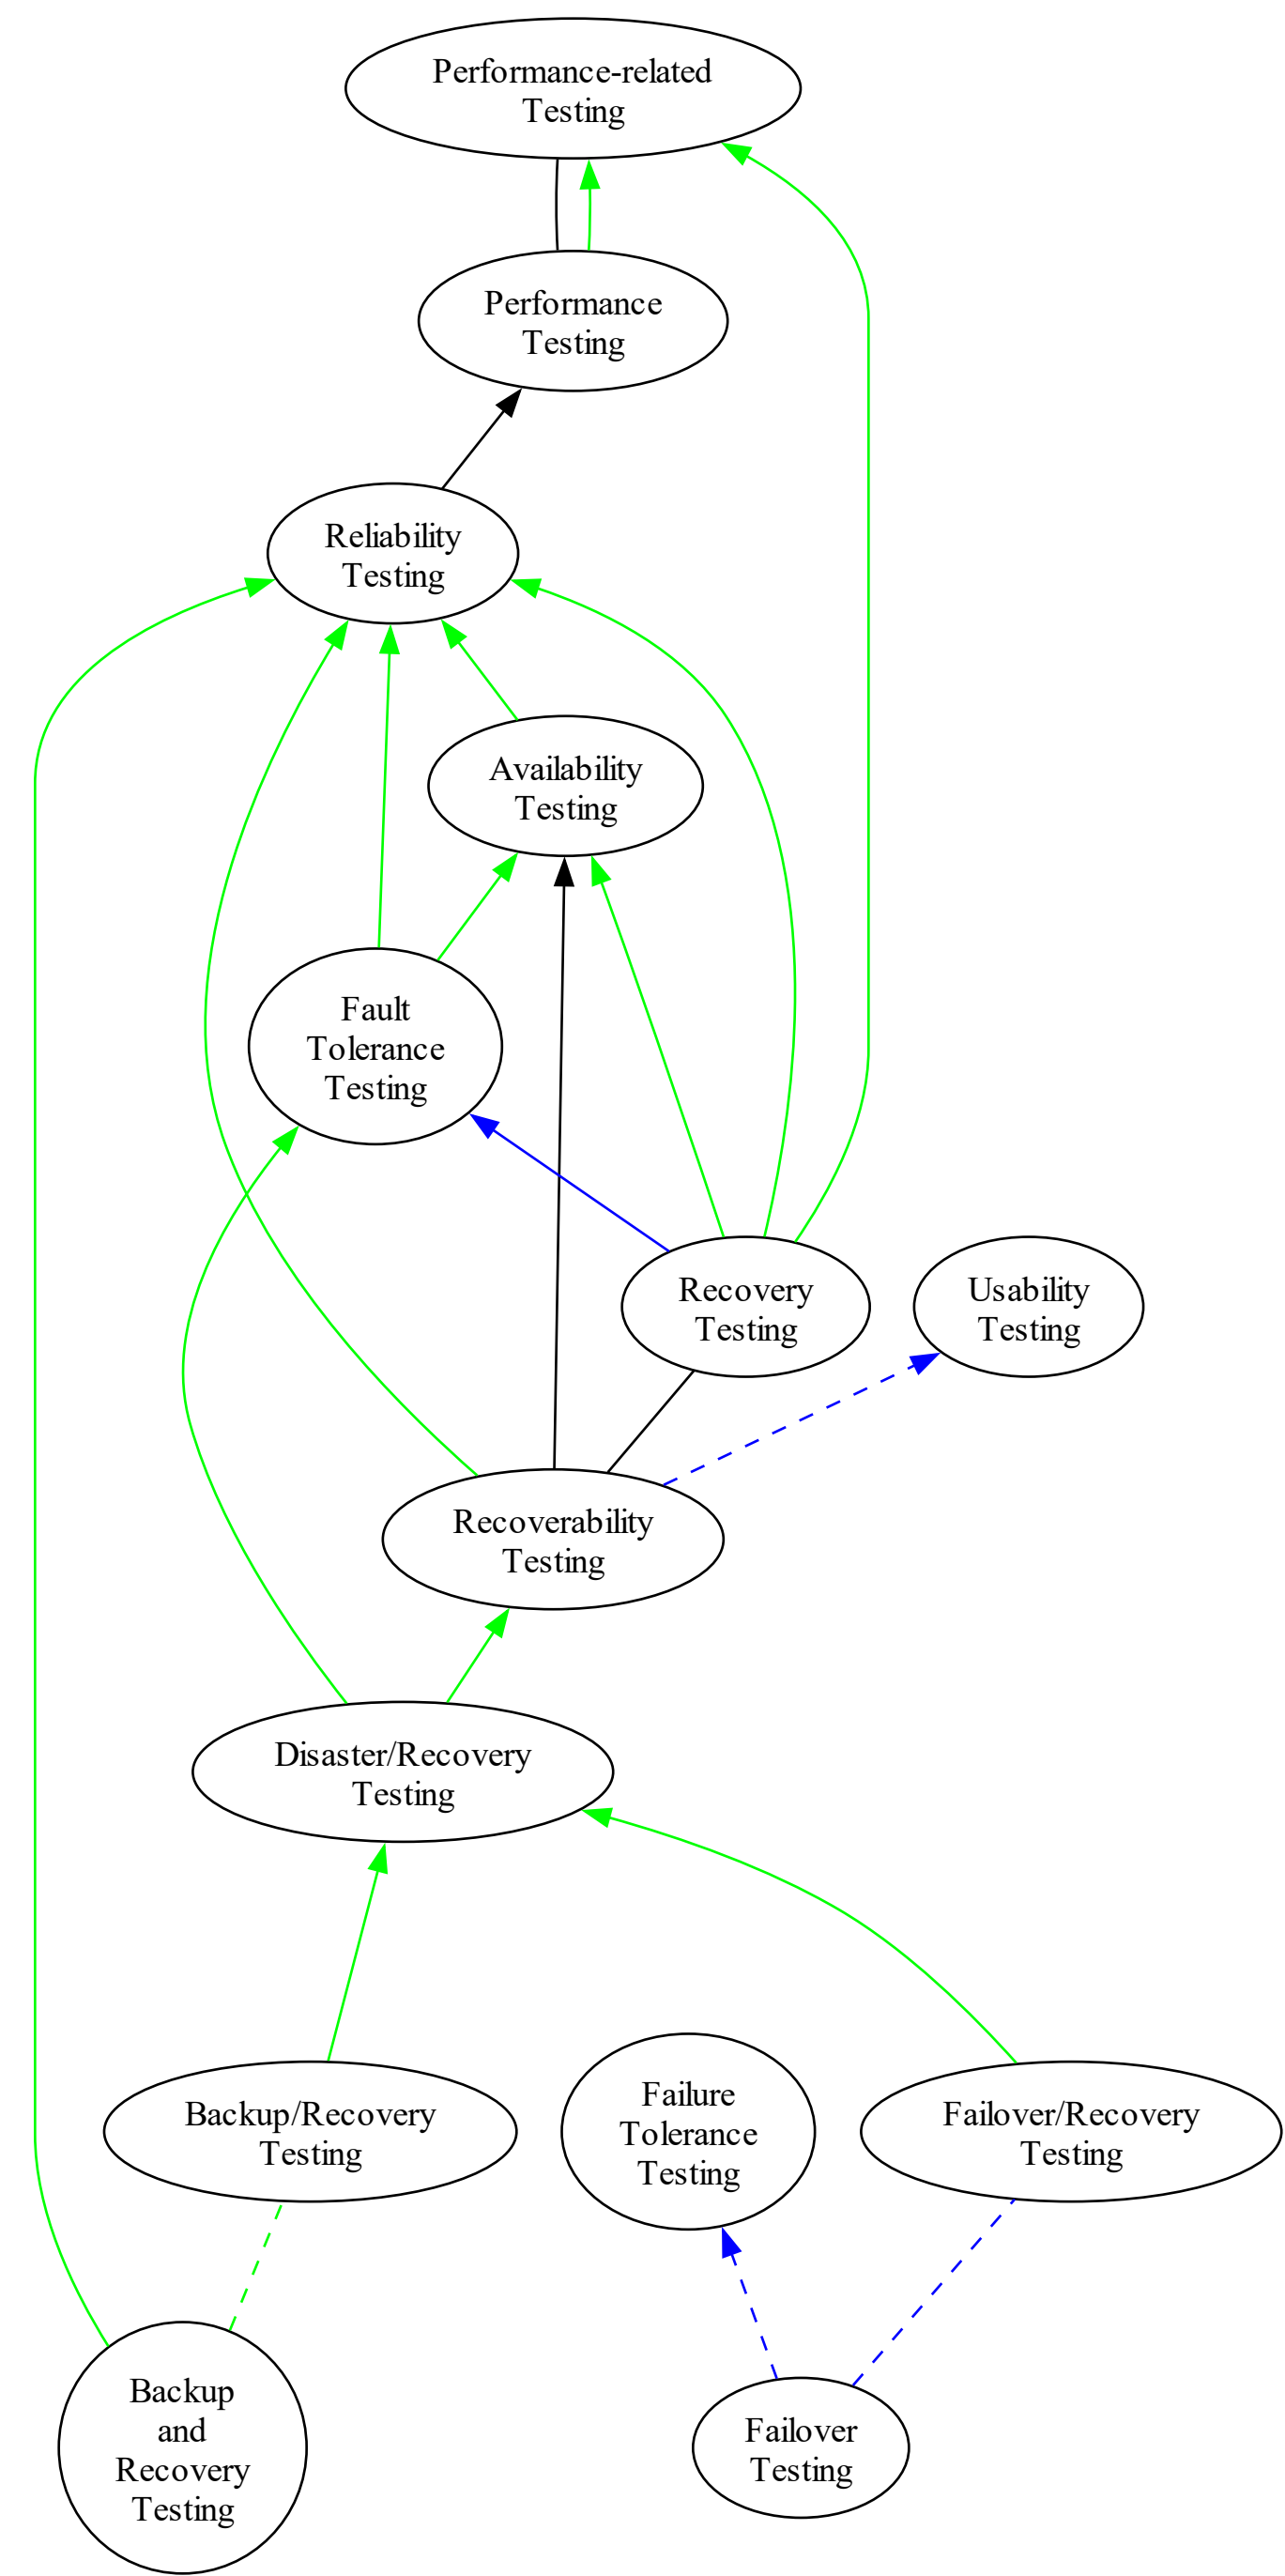 Performance-related
Testing
Performance
Testing
Reliability
Testing
Availability
Testing
Fault
Tolerance
Testing
Recovery
Testing
Usability
Testing
Recoverability
Testing
Disaster/Recovery
Testing
Backup/Recovery
Testing
Failure
Tolerance
Testing
Failover/Recovery
Testing
Backup
and
Recovery
Testing
Failover
Testing